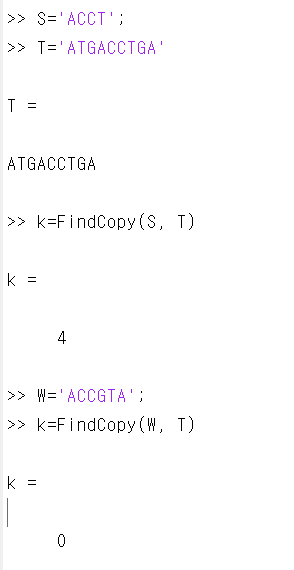 >> S='ACCT';
>> T='ATGACCTGA'
T =
ATGACCTGA
>> k=FindCopy(S, T)
k =
4
>> W='ACCGTA';
>> k=FindCopy(W, T)
k =
0